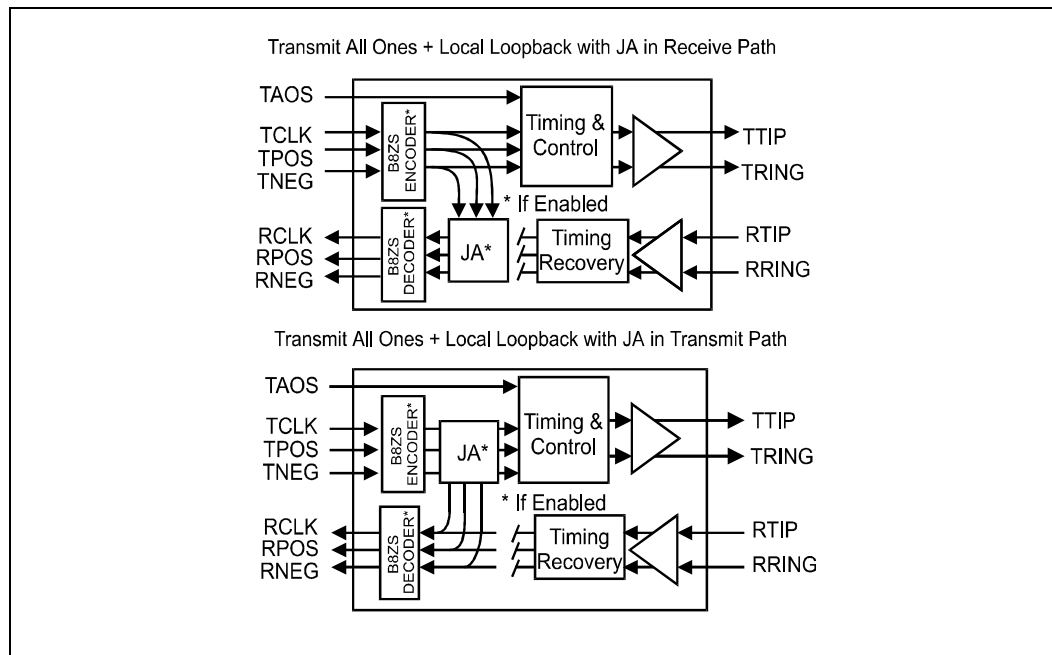 Transmit All Ones + Local Loopback with JA in Receive Path
TAOS
TCLK
TPOS
TNEG
B8ZS
ENCODER*
Timing &
Control
TTIP
TRING
* If Enabled
RCLK
RPOS
RNEG
B8ZS
DECODER*
JA*
Timing
Recovery
RTIP
RRING
Transmit All Ones + Local Loopback with JA in Transmit Path
TAOS
TCLK
TPOS
TNEG
B8ZS
ENCODER*
JA*
Timing &
Control
TTIP
TRING
* If Enabled
RCLK
RPOS
RNEG
B8ZS
DECODER*
Timing
Recovery
RTIP
RRING